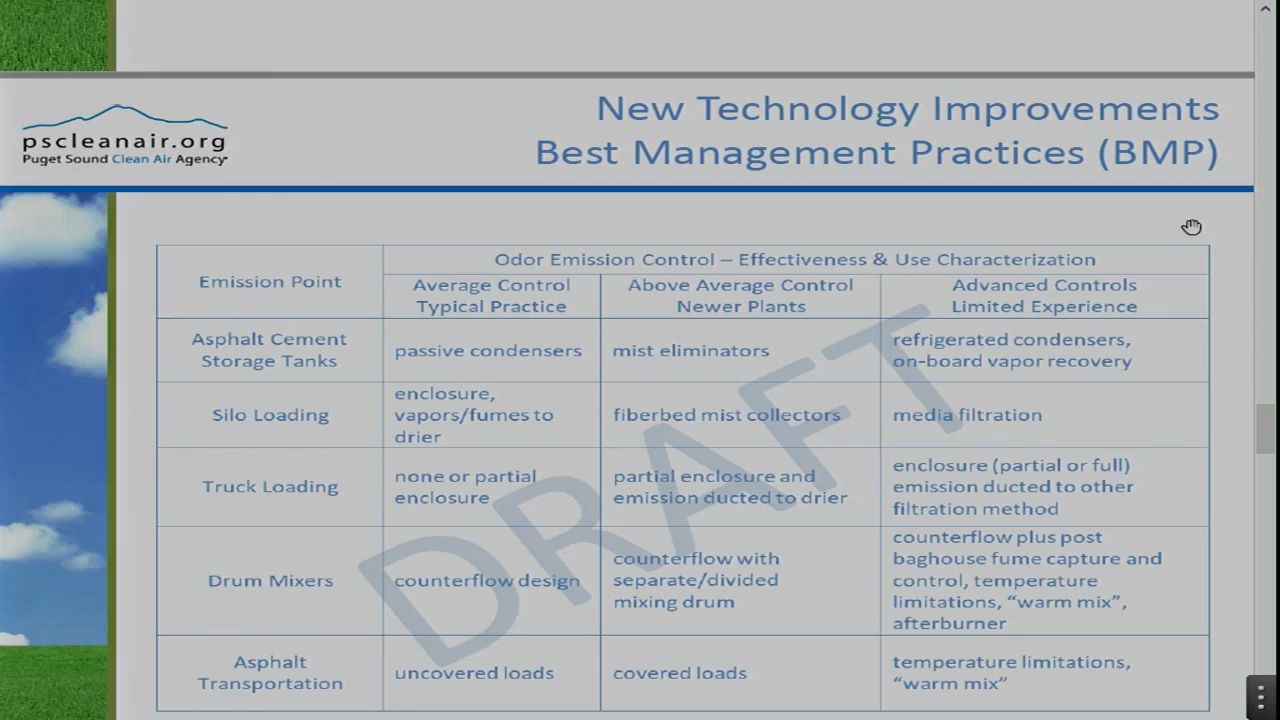 New Technology Improvements
Best Management Practices (BMP)
pscleanair.org
Puget Sound Clean Air Agency
Emission Point
Odor Emission Control – Effectiveness & Use Characterization
Average Control
Typical Practice
Above Average Control
Newer Plants
Advanced Controls
Limited Experience
Asphalt Cement
Storage Tanks
passive condensers
mist eliminators
refrigerated condensers,
on-board vapor recovery
Silo Loading
enclosure,
vapors/fumes to
drier
fiberbed mist collectors
media filtration
Truck Loading
none or partial
enclosure
partial enclosure and
emission ducted to drier
enclosure (partial or full)
emission ducted to other
filtration method
Drum Mixers
counterflow design
counterflow with
separate/divided
mixing drum
counterflow plus post
baghouse fume capture and
control, temperature
limitations, “warm mix”,
afterburner
Asphalt
Transportation
uncovered loads
covered loads
temperature limitations,
“warm mix”
DRAFT